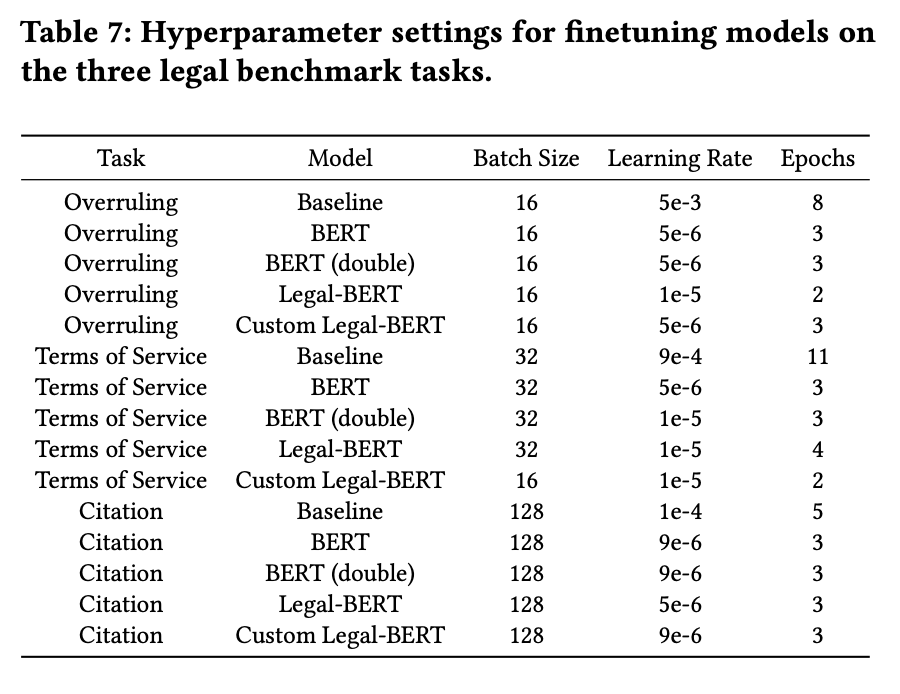 Table 7: Hyperparameter settings for finetuning models on
the three legal benchmark tasks.
Task Model Batch Size Learning Rate Epochs
Overruling Baseline 16 5e-3 8
Overruling BERT 16 5e-6 3
Overruling BERT (double) 16 5e-6 3
Overruling Legal-BERT 16 1e-5 2
Overruling Custom Legal-BERT 16 5e-6 3
Terms of Service Baseline 32 9e-4 11
Terms of Service BERT 32 5e-6 3
Terms of Service BERT (double) 32 1e-5 3
Terms of Service Legal-BERT 32 1e-5 4
Terms of Service Custom Legal-BERT 16 1e-5 2
Citation Baseline 128 1e-4 5
Citation BERT 128 9e-6 3
Citation BERT (double) 128 9e-6 3
Citation Legal-BERT 128 5e-6 3
Citation Custom Legal-BERT 128 9e-6 3